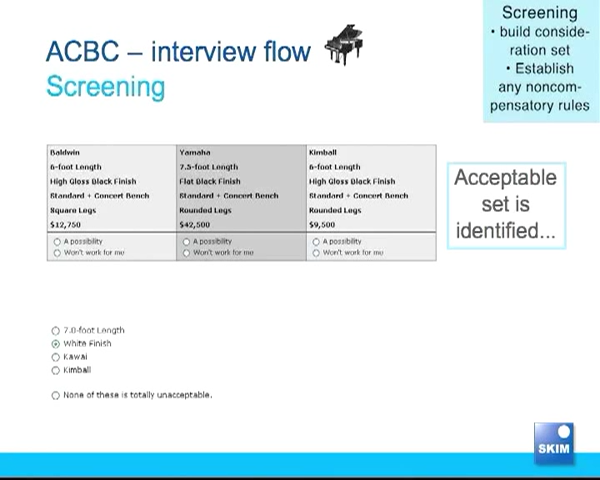 Screening
• build conside-
ration set
• Establish
any noncom-
pensatory rules
ACBC – interview flow
Screening
Baldwin
6-foot Length
High Gloss Black Finish
Standard + Concert Bench
Square Legs
$12,750
A possibility
Won't work for me
Yamaha
7.5-foot Length
Flat Black Finish
Standard + Concert Bench
Rounded Legs
$42,500
A possibility
Won't work for me
Kimball
6-foot Length
High Gloss Black Finish
Standard + Concert Bench
Rounded Legs
$9,500
A possibility
Won't work for me
Acceptable
set is
identified...
7.0-foot Length
White Finish
Kawai
Kimball
None of these is totally unacceptable.
SKIM